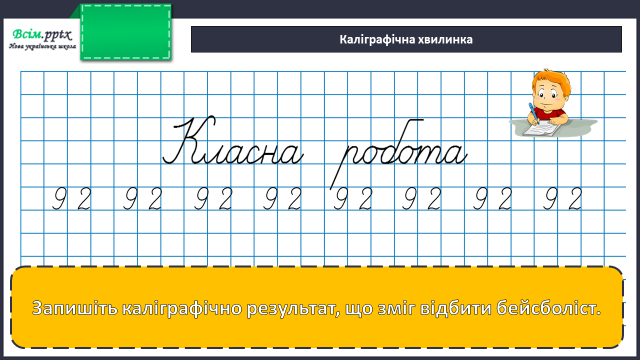 Всім.pptx
Нова українська школа
Каліграфічна хвилинка
Класна робота
92 92 92 92 92 92 92 92
Запишіть каліграфічно результат, що зміг відбити бейсболіст.